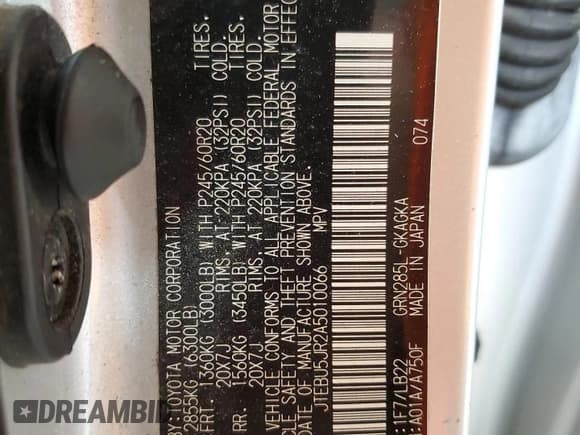 BY: TOYOTA MOTOR CORPORATION
2855KG (6300LB)
FRT. 1360KG (3000LB) WITH P245/60R20 TIRES.
20X7J RIMS, AT 220KPA (32PSI) COLD.
RR. 1560KG (3450LB) WITH P245/60R20 TIRES.
20X7J RIMS, AT 220KPA (32PSI) COLD.
VEHICLE CONFORMS TO ALL APPLICABLE FEDERAL MOTOR
VEHICLE SAFETY AND THEFT PREVENTION STANDARDS IN EFFEC
DATE OF MANUFACTURE SHOWN ABOVE.
JTEBU5JR2A5010066 MPV
:1F7/LB22 GRN285L-GKAGKA 074
:A01A/A750F MADE IN JAPAN
DREAMBID